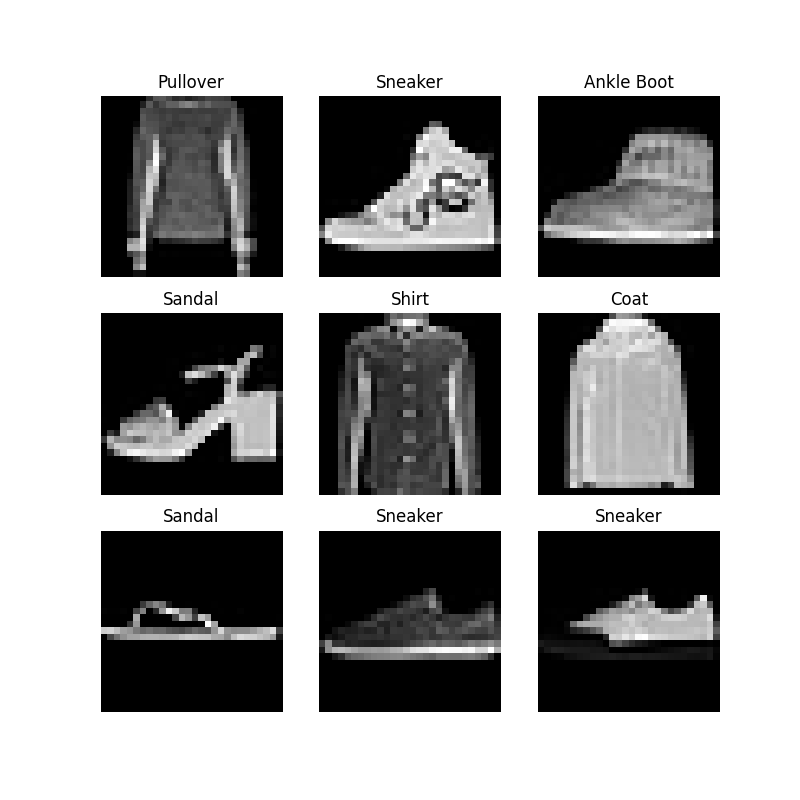 Pullover
Sneaker
Ankle Boot
Sandal
Shirt
Coat
Sandal
Sneaker
Sneaker